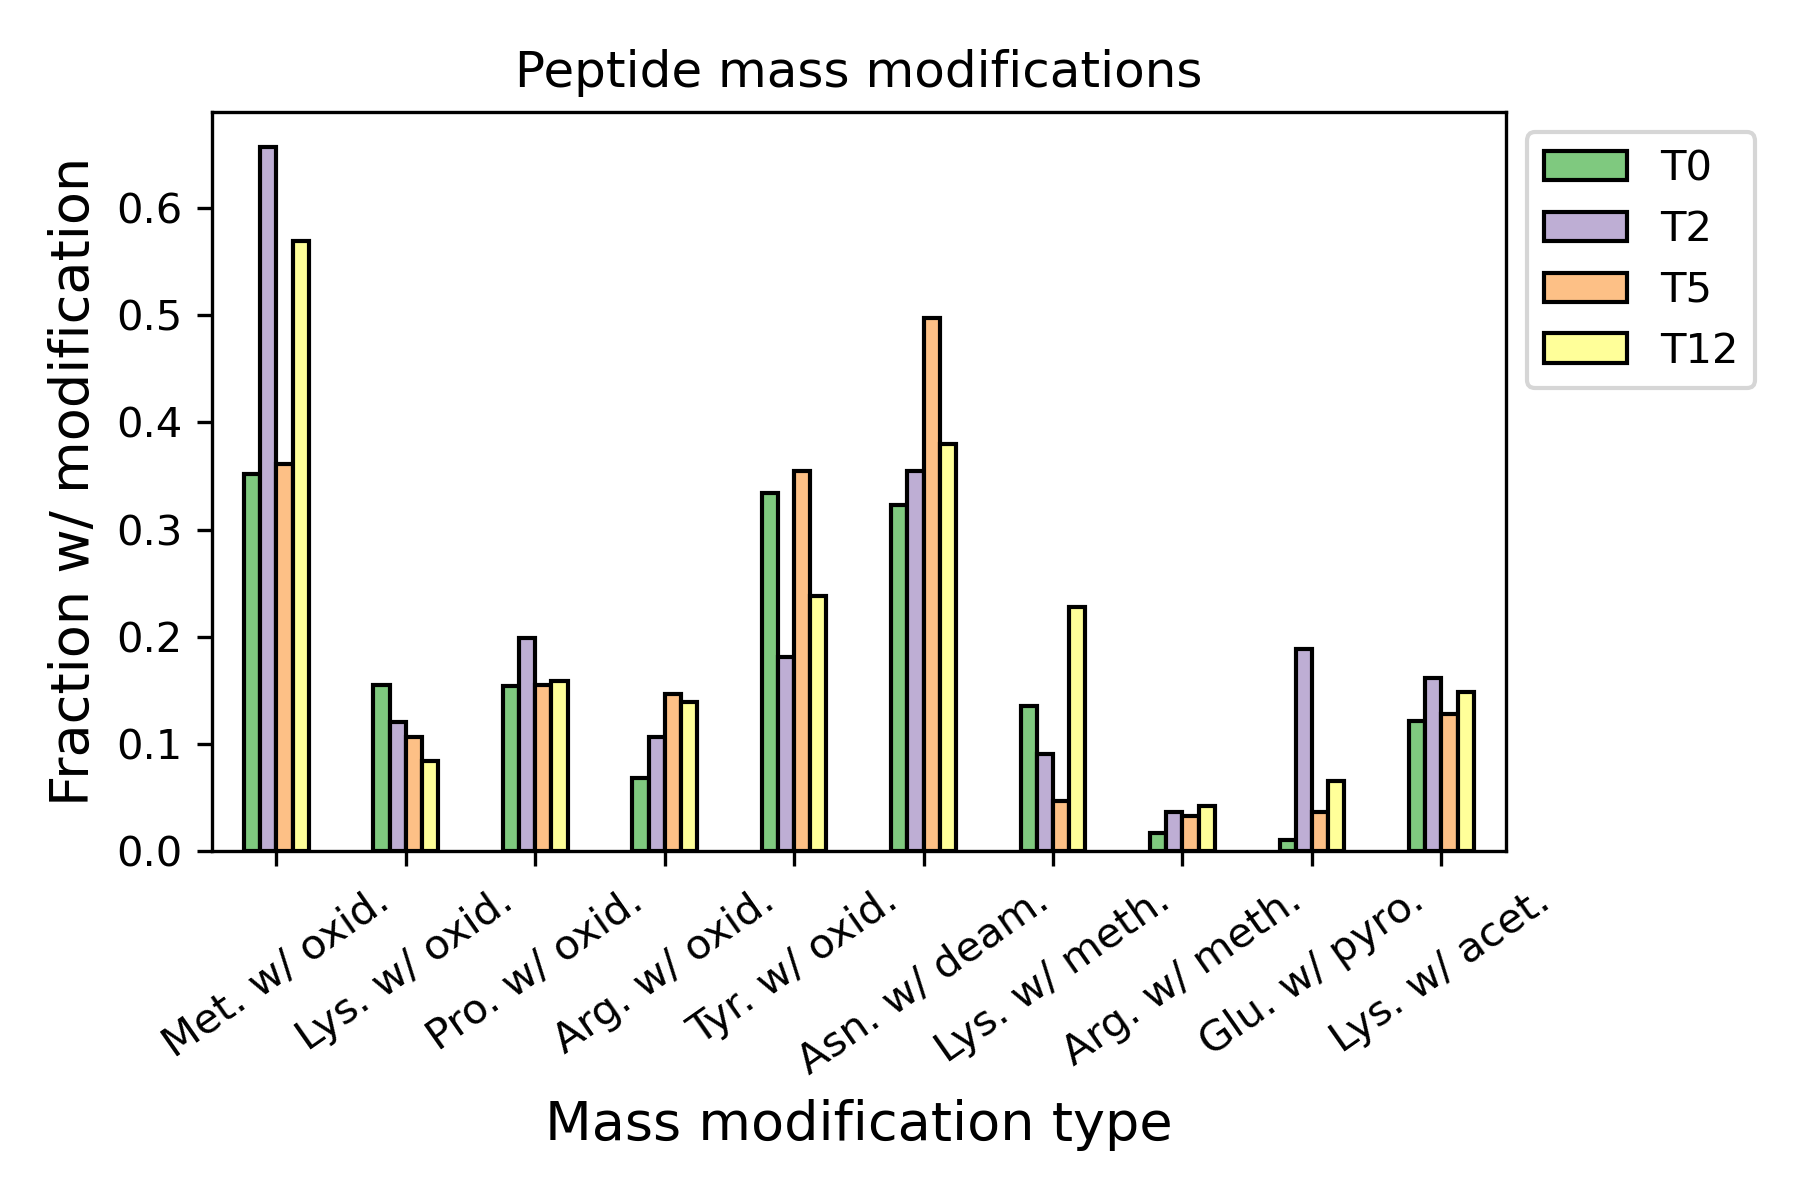 Peptide mass modifications
Fraction w/ modification
0.6
0.5
0.4
0.3
0.2
0.1
0.0
T0
T2
T5
T12
Met. w/ oxid.
Lys. w/ oxid.
Pro. w/ oxid.
Arg. w/ oxid.
Tyr. w/ oxid.
Asn. w/ deam.
Lys. w/ meth.
Arg. w/ meth.
Glu. w/ pyro.
Lys. w/ acet.
Mass modification type